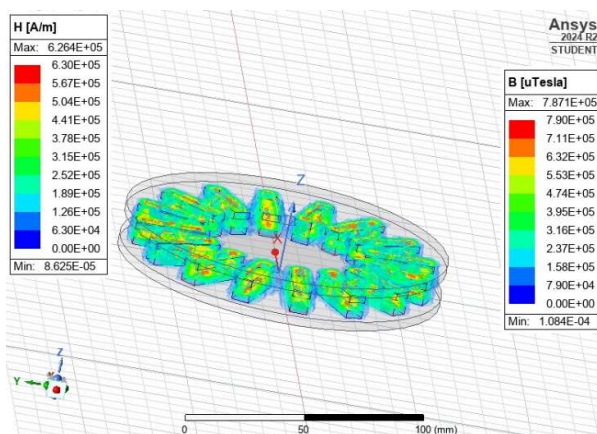 H [A/m]
Max: 6.264E+05
6.30E+05
5.67E+05
5.04E+05
4.41E+05
3.78E+05
3.15E+05
2.52E+05
1.89E+05
1.26E+05
6.30E+04
0.00E+00
Min: 8.625E-05
Ansys
2024 R2
STUDENT
B [uTesla]
Max: 7.871E+05
7.90E+05
7.11E+05
6.32E+05
5.53E+05
4.74E+05
3.95E+05
3.16E+05
2.37E+05
1.58E+05
7.90E+04
0.00E+00
Min: 1.084E-04
Z
X
Z
Y
0 50 100 (mm)